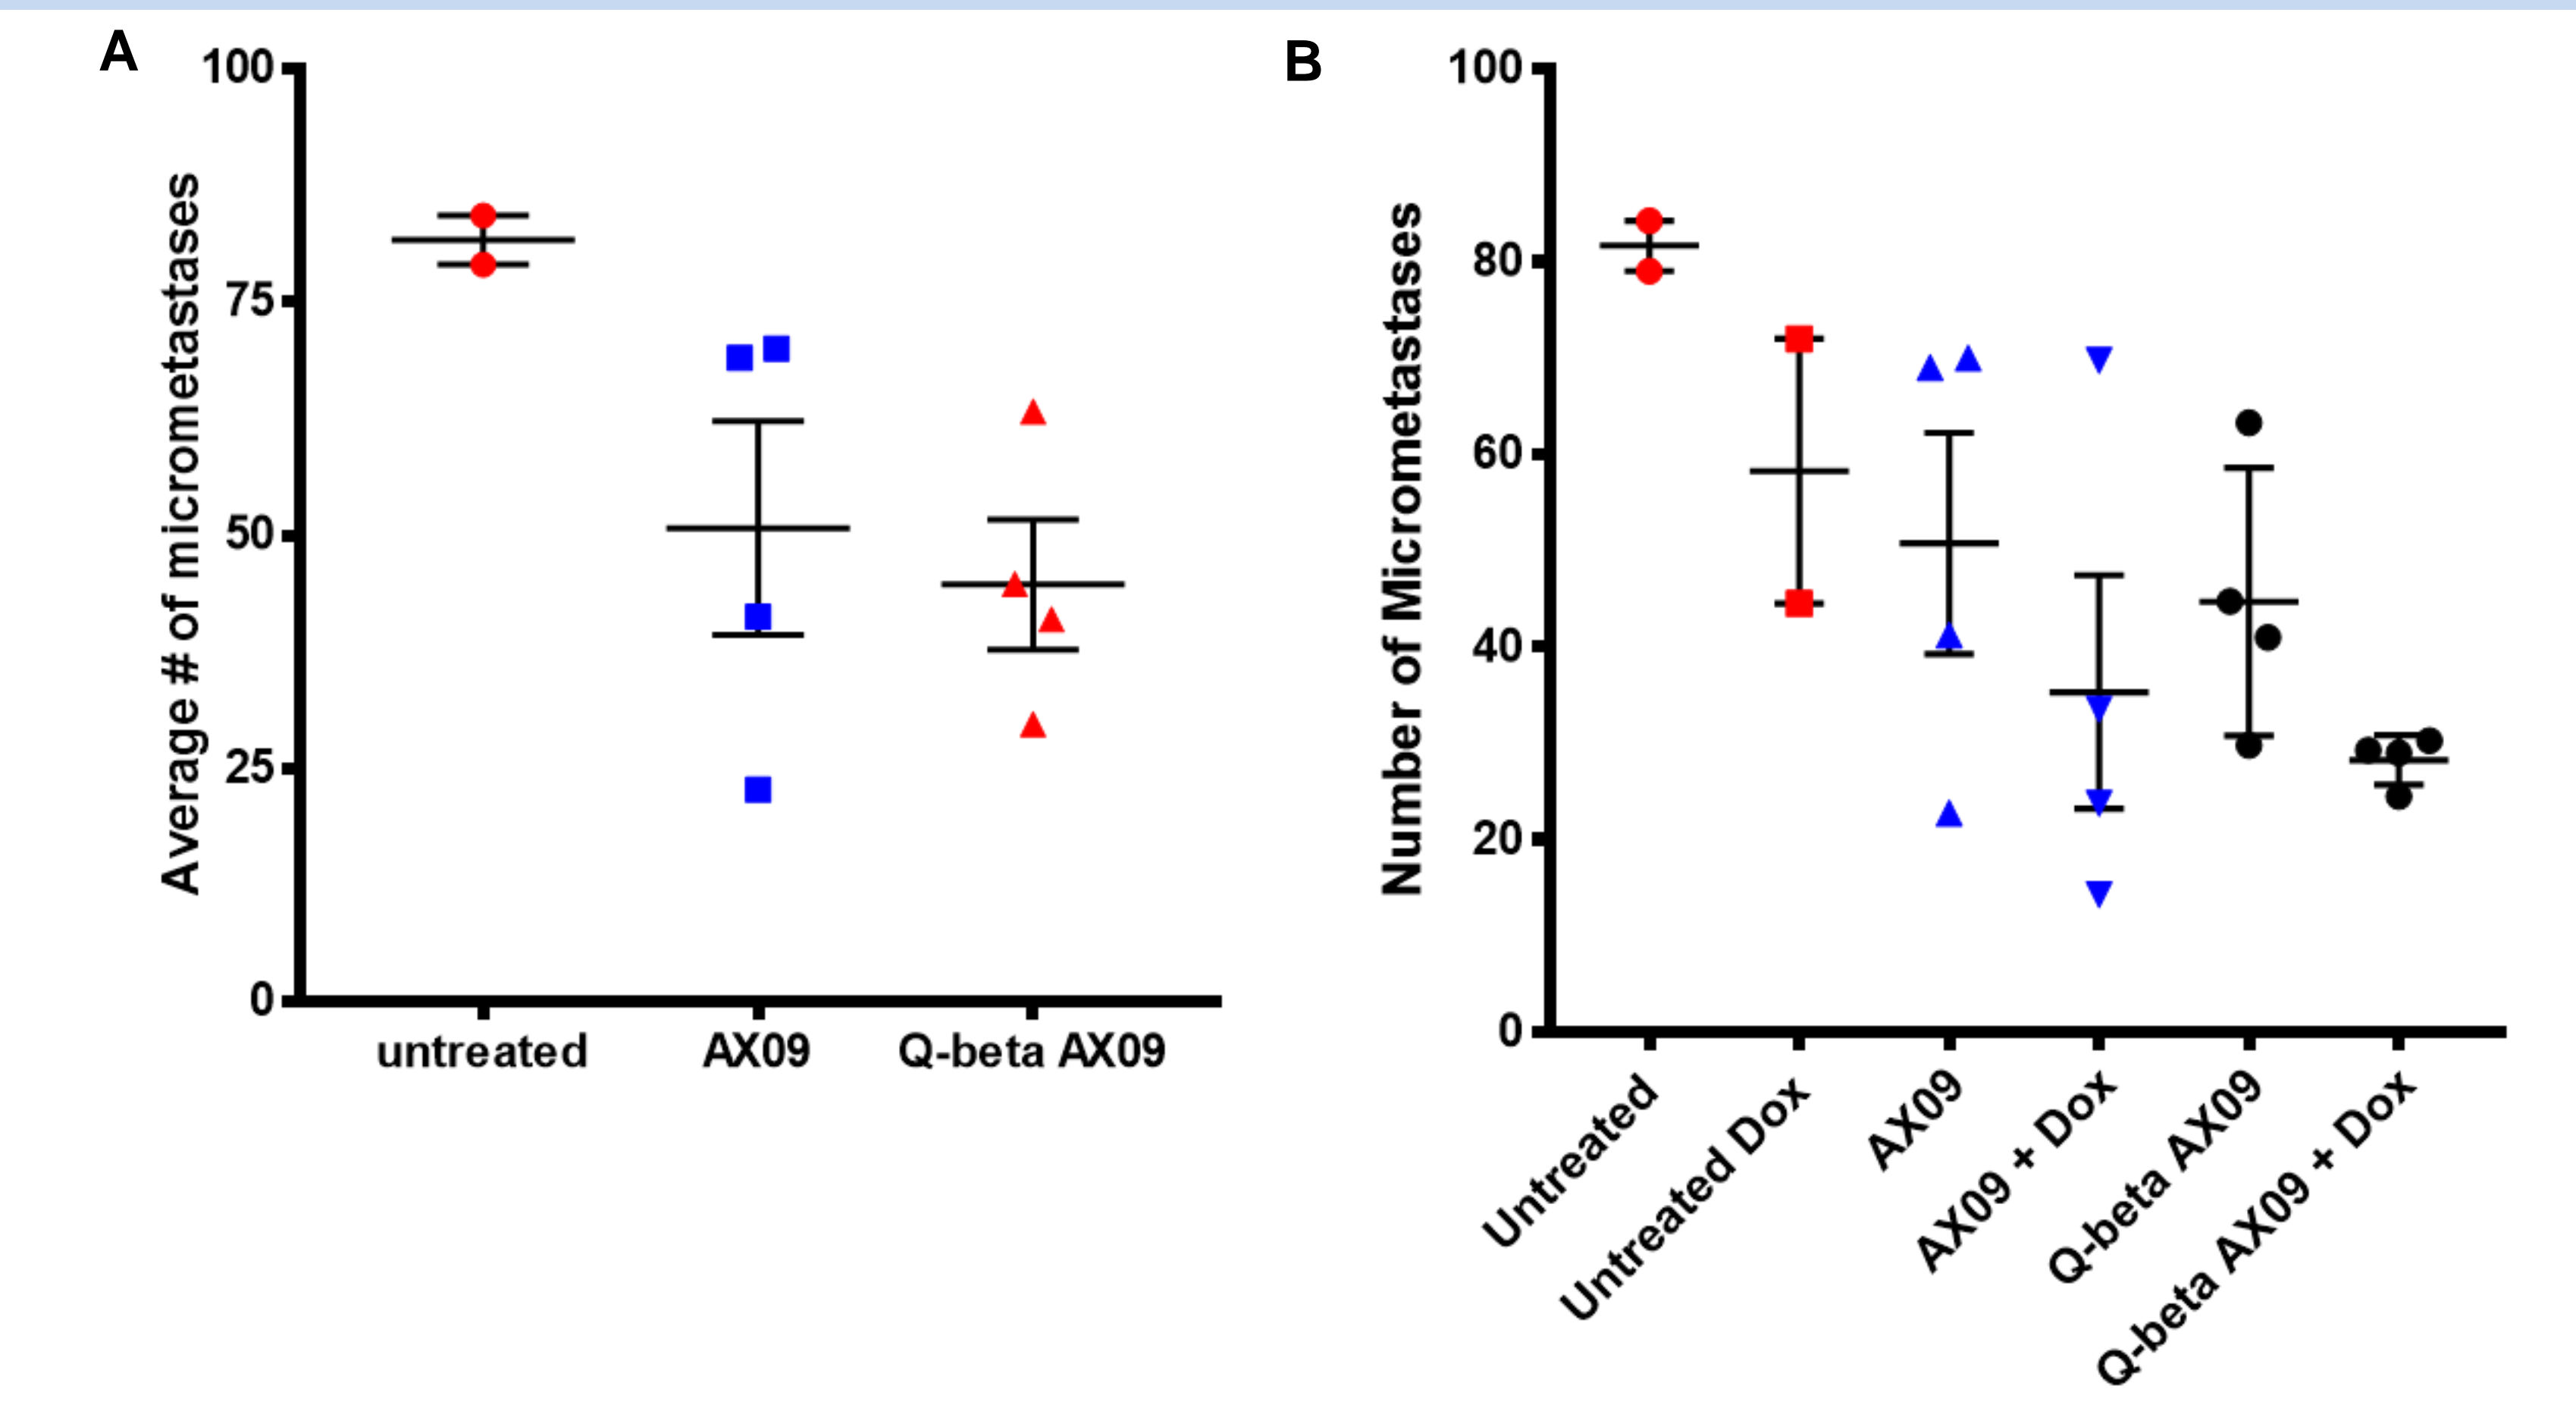 A
100
75
50
25
0
Average # of micrometastases
untreated
AX09
Q-beta AX09
B
100
80
60
40
20
0
Number of Micrometastases
Untreated
Untreated Dox
AX09
AX09 + Dox
Q-beta AX09
Q-beta AX09 + Dox